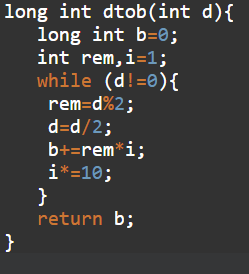 long int dtob(int d){
   long int b=0;
   int rem,i=1;
   while (d!=0){
    rem=d%2;
    d=d/2;
    b+=rem*i;
    i*=10;
   }
   return b;
}